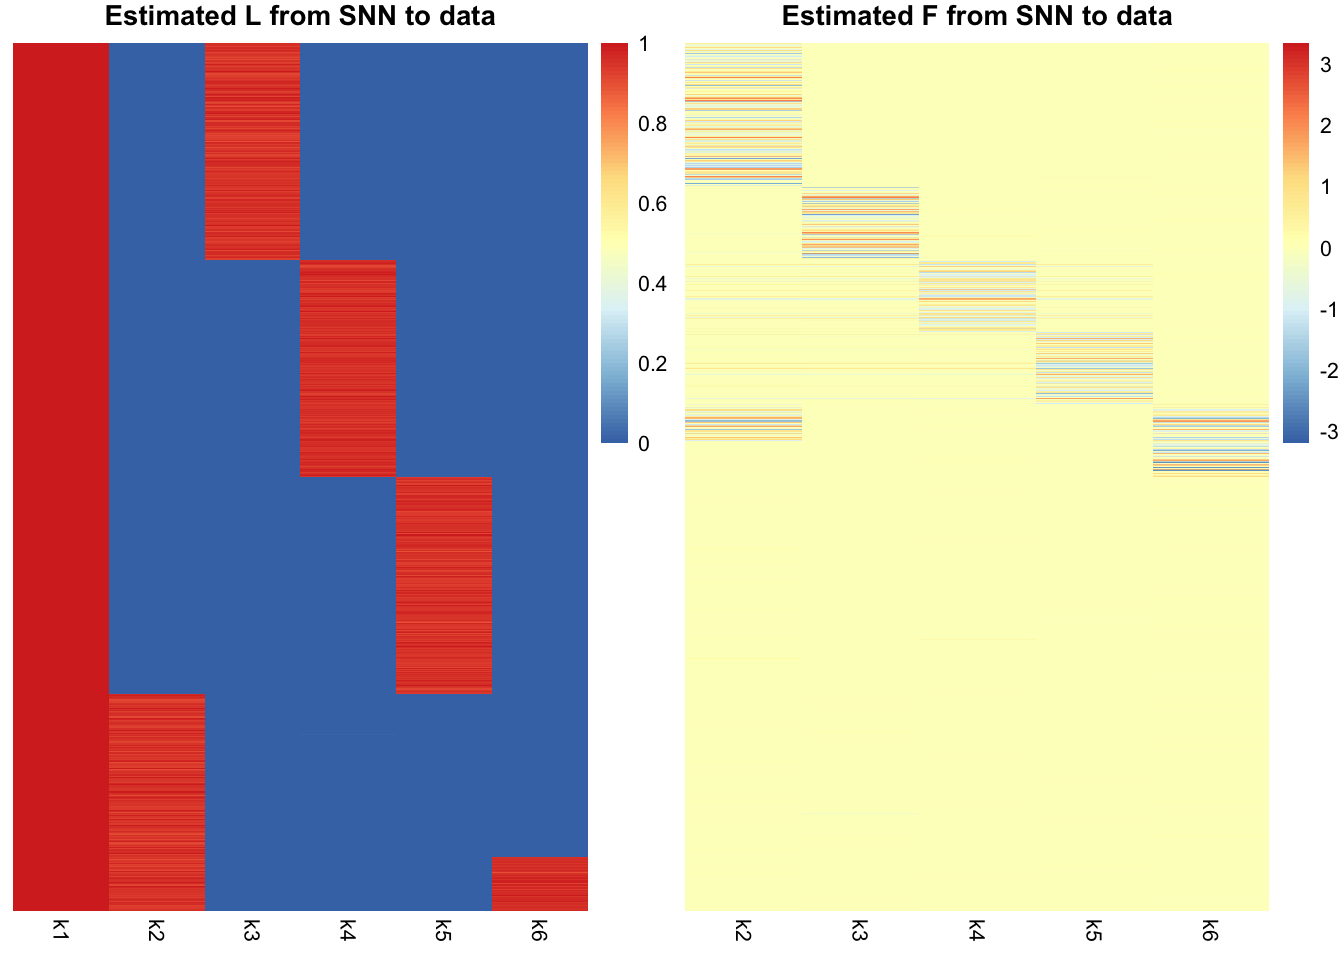 Estimated L from SNN to data
1
0.8
0.6
0.4
0.2
0
k1
k2
k3
k4
k5
k6
Estimated F from SNN to data
3
2
1
0
-1
-2
-3
k2
k3
k4
k5
k6